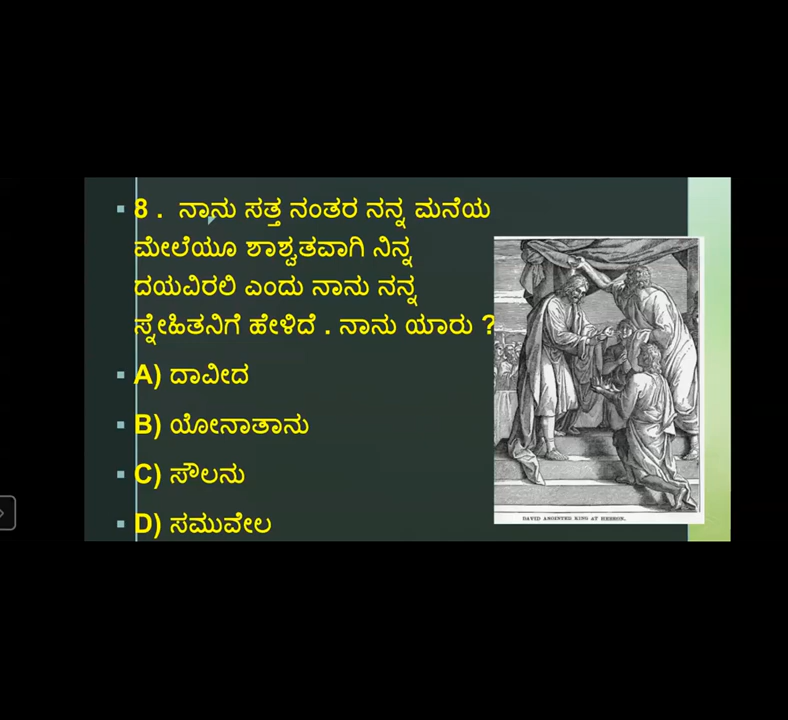 8 . ನಾನು ಸತ್ತ ನಂತರ ನನ್ನ ಮನೆಯ
ಮೇಲೆಯೂ ಶಾಶ್ವತವಾಗಿ ನಿನ್ನ
ದಯವಿರಲಿ ಎಂದು ನಾನು ನನ್ನ
ಸ್ನೇಹಿತನಿಗೆ ಹೇಳಿದೆ . ನಾನು ಯಾರು ?
A) ದಾವೀದ
B) ಯೋನಾತಾನು
C) ಸೌಲನು
D) ಸಮುವೇಲ
DAVID ANOINTED KING AT HEBRON.